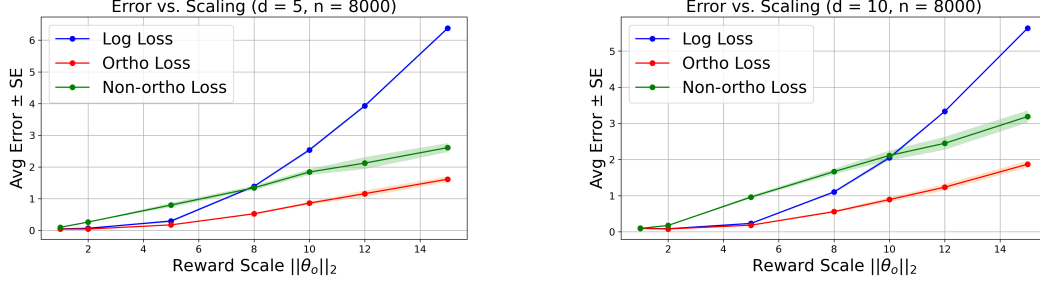 Error vs. Scaling (d = 5, n = 8000)
Avg Error ± SE
6
5
4
3
2
1
0
Log Loss
Ortho Loss
Non-ortho Loss
2 4 6 8 10 12 14
Reward Scale ||θₒ||₂
Error vs. Scaling (d = 10, n = 8000)
Avg Error ± SE
5
4
3
2
1
0
Log Loss
Ortho Loss
Non-ortho Loss
2 4 6 8 10 12 14
Reward Scale ||θₒ||₂